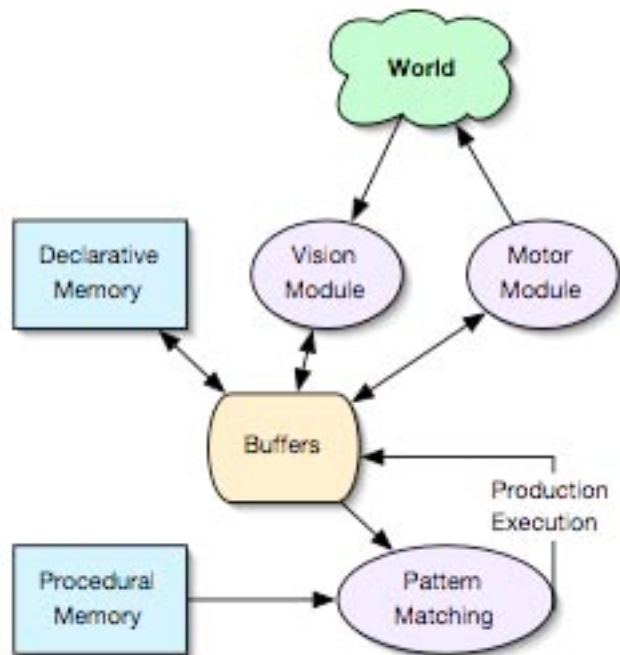 World
Declarative
Memory
Vision
Module
Motor
Module
Buffers
Production
Execution
Procedural
Memory
Pattern
Matching